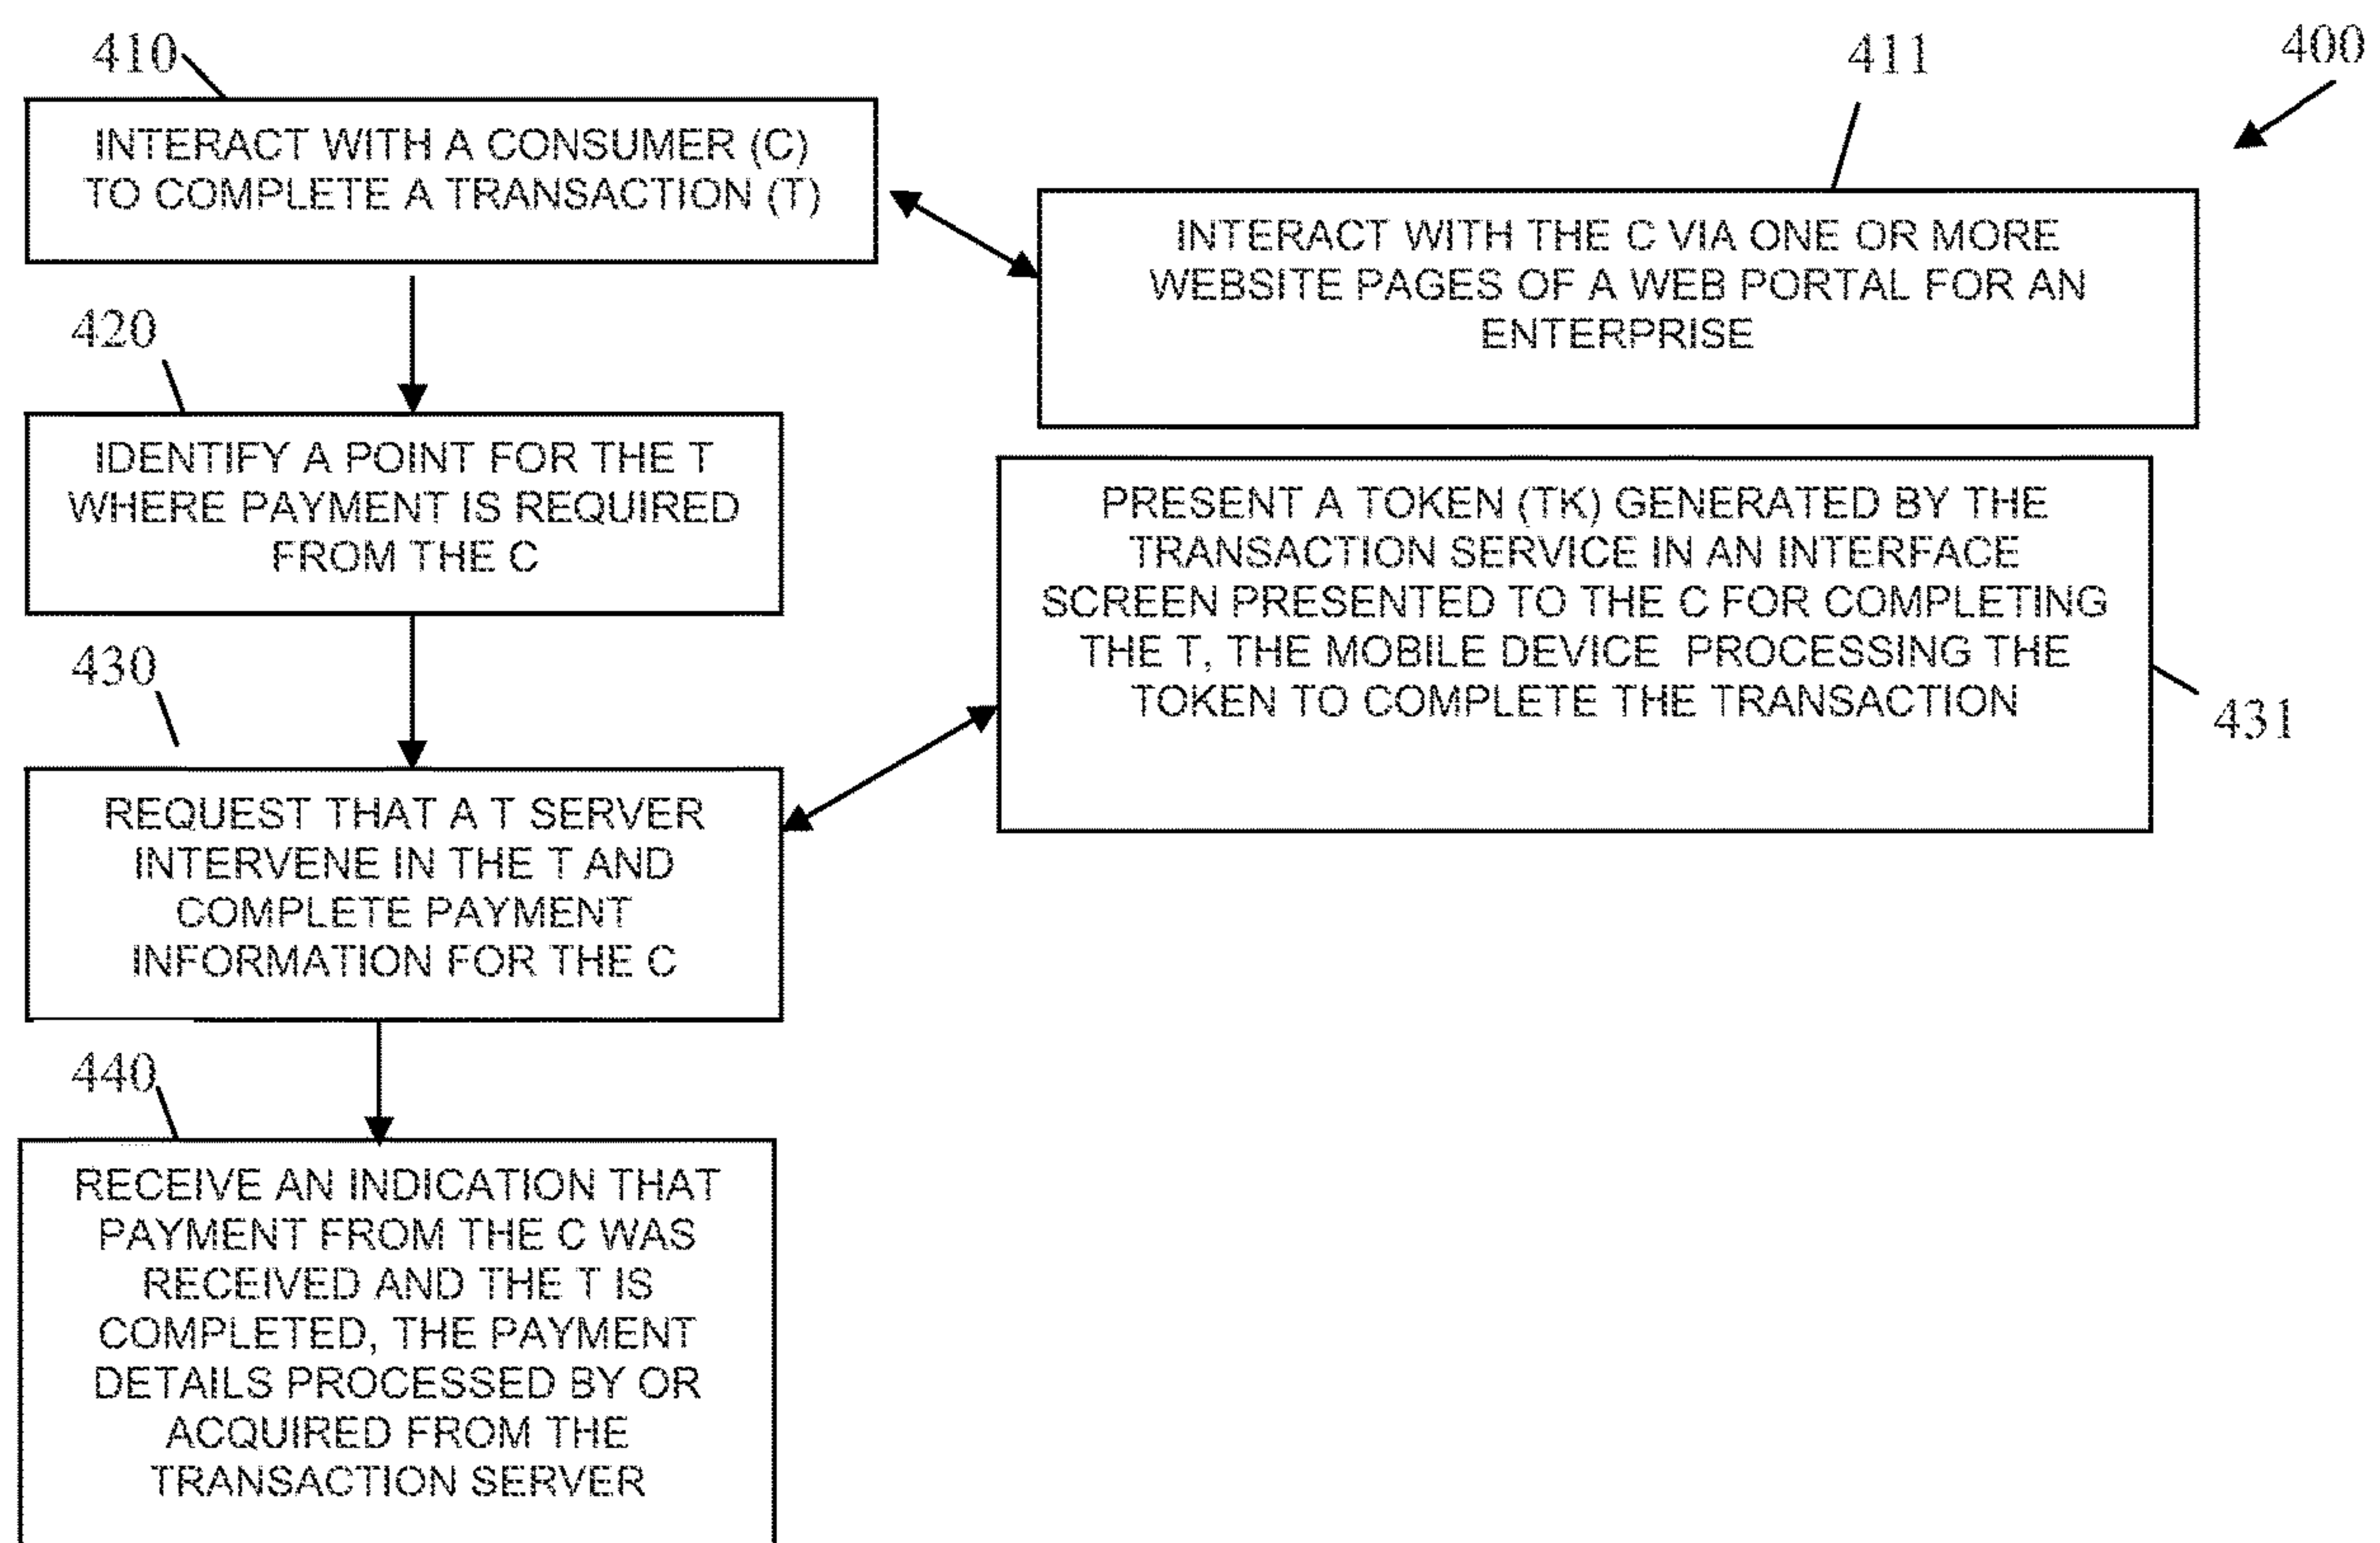 410
411
400
INTERACT WITH A CONSUMER (C)
TO COMPLETE A TRANSACTION (T)
INTERACT WITH THE C VIA ONE OR MORE
WEBSITE PAGES OF A WEB PORTAL FOR AN
ENTERPRISE
420
IDENTIFY A POINT FOR THE T
WHERE PAYMENT IS REQUIRED
FROM THE C
PRESENT A TOKEN (TK) GENERATED BY THE
TRANSACTION SERVICE IN AN INTERFACE
SCREEN PRESENTED TO THE C FOR COMPLETING
THE T, THE MOBILE DEVICE PROCESSING THE
TOKEN TO COMPLETE THE TRANSACTION
431
430
REQUEST THAT A T SERVER
INTERVENE IN THE T AND
COMPLETE PAYMENT
INFORMATION FOR THE C
440
RECEIVE AN INDICATION THAT
PAYMENT FROM THE C WAS
RECEIVED AND THE T IS
COMPLETED, THE PAYMENT
DETAILS PROCESSED BY OR
ACQUIRED FROM THE
TRANSACTION SERVER